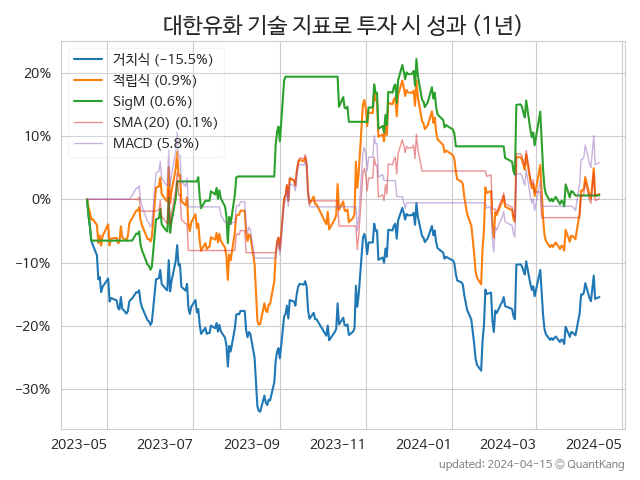 대한유화 기술 지표로 투자 시 성과 (1년)
거치식 (−15.5%)
적립식 (0.9%)
SigM (0.6%)
SMA(20) (0.1%)
MACD (5.8%)
20%
10%
0%
−10%
−20%
−30%
2023-05 2023-07 2023-09 2023-11 2024-01 2024-03 2024-05
updated: 2024-04-15 © QuantKang